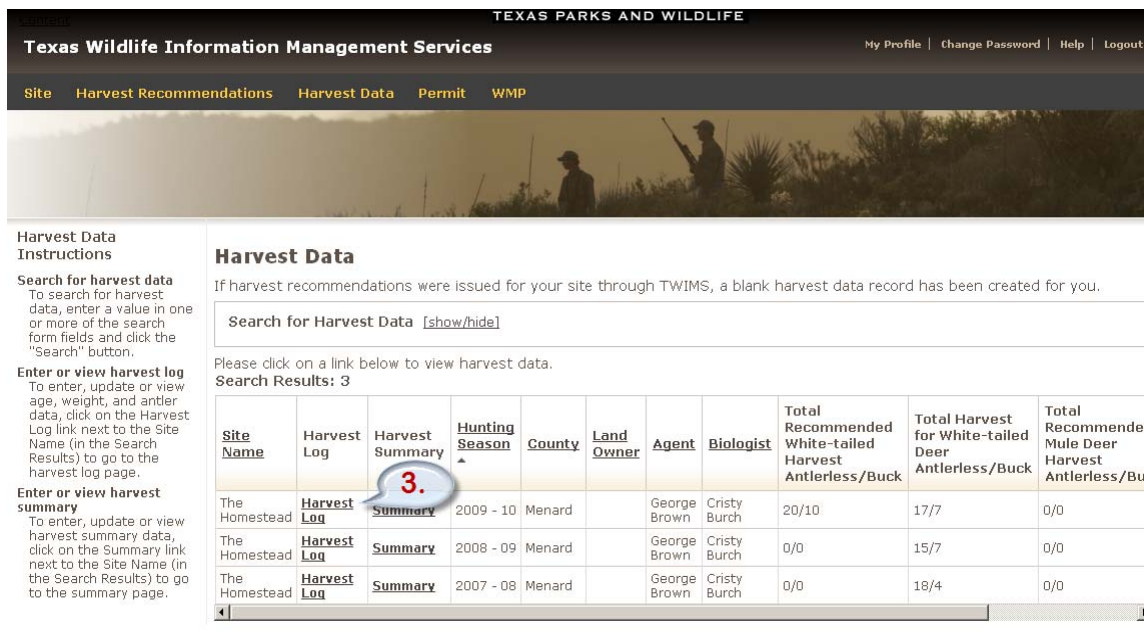 Content
TEXAS PARKS AND WILDLIFE
Texas Wildlife Information Management Services
My Profile | Change Password | Help | Logout
Site Harvest Recommendations Harvest Data Permit WMP
Harvest Data
Instructions
Search for harvest data
To search for harvest
data, enter a value in one
or more of the search
form fields and click the
"Search" button.
Enter or view harvest log
To enter, update or view
age, weight, and antler
data, click on the Harvest
Log link next to the Site
Name (in the Search
Results) to go to the
harvest log page.
Enter or view harvest
summary
To enter, update or view
harvest summary data,
click on the Summary link
next to the Site Name (in
the Search Results) to go
to the summary page.
Harvest Data
If harvest recommendations were issued for your site through TWIMS, a blank harvest data record has been created for you.
Search for Harvest Data [show/hide]
Please click on a link below to view harvest data.
Search Results: 3
Site Name Harvest Log Harvest Summary Hunting Season County Land Owner Agent Biologist Total Recommended White-tailed Harvest Antlerless/Buck Total Harvest for White-tailed Deer Antlerless/Buck Total Recommende Mule Deer Harvest Antlerless/Bu
3.
The Homestead Harvest Log Summary 2009 - 10 Menard George Brown Cristy Burch 20/10 17/7 0/0
The Homestead Harvest Log Summary 2008 - 09 Menard George Brown Cristy Burch 0/0 15/7 0/0
The Homestead Harvest Log Summary 2007 - 08 Menard George Brown Cristy Burch 0/0 18/4 0/0